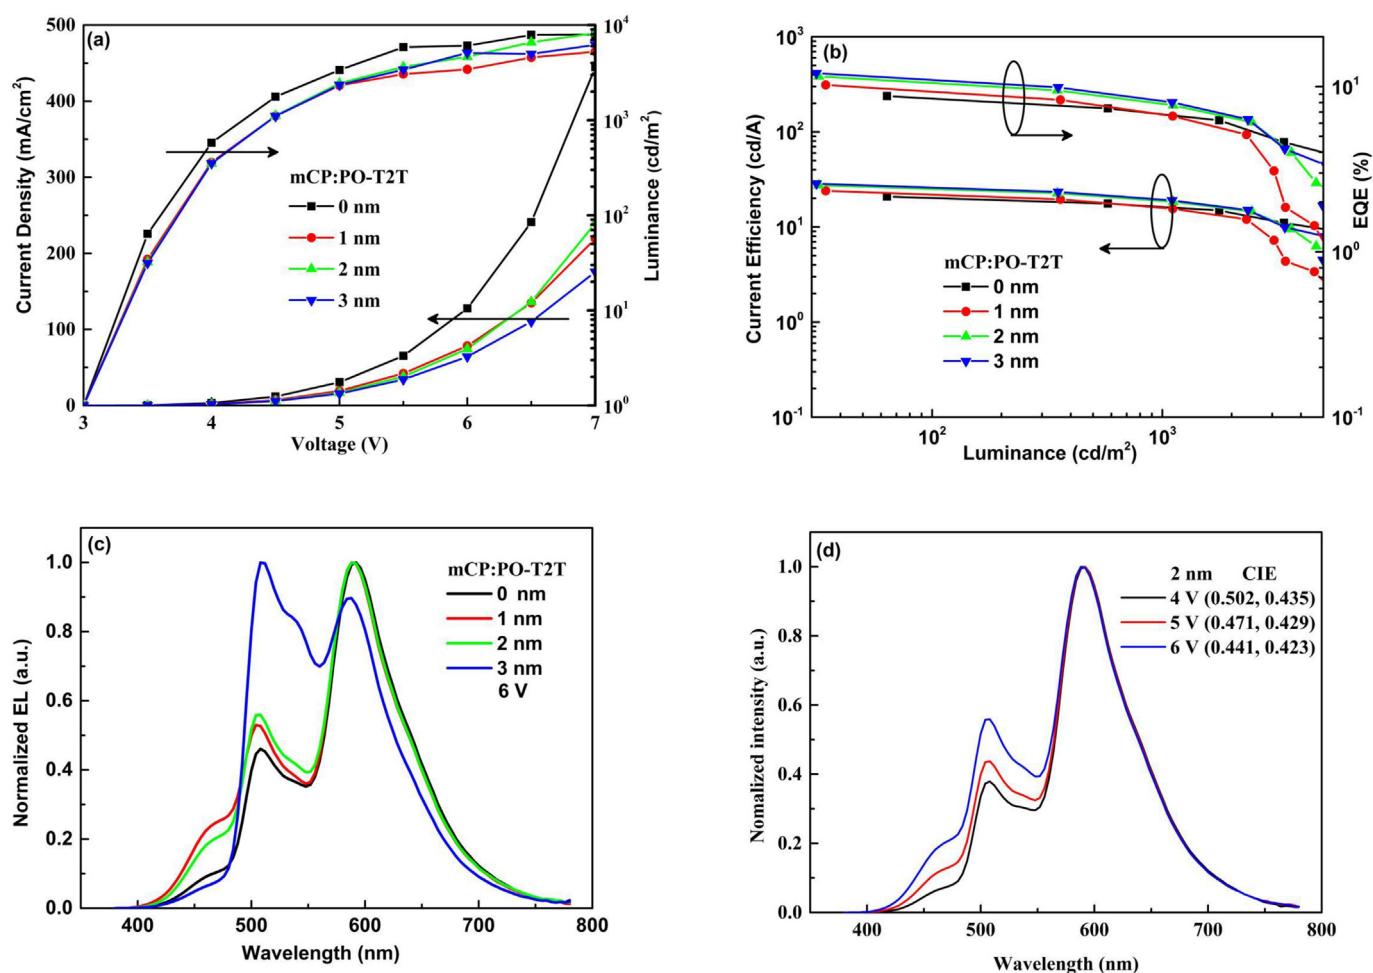 (a)
500
400
300
200
100
0
Current Density (mA/cm²)
10⁴
10³
10²
10¹
10⁰
Luminance (cd/m²)
mCP:PO-T2T
0 nm
1 nm
2 nm
3 nm
3 4 5 6 7
Voltage (V)
(b)
10³
10²
10¹
10⁰
10⁻¹
Current Efficiency (cd/A)
10¹
10⁰
10⁻¹
EQE (%)
mCP:PO-T2T
0 nm
1 nm
2 nm
3 nm
10² 10³
Luminance (cd/m²)
(c)
1.0
0.8
0.6
0.4
0.2
0.0
Normalized EL (a.u.)
mCP:PO-T2T
0 nm
1 nm
2 nm
3 nm
6 V
400 500 600 700 800
Wavelength (nm)
(d)
1.0
0.8
0.6
0.4
0.2
0.0
Nomalized intensity (a.u.)
2 nm CIE
4 V (0.502, 0.435)
5 V (0.471, 0.429)
6 V (0.441, 0.423)
400 500 600 700 800
Wavelength (nm)